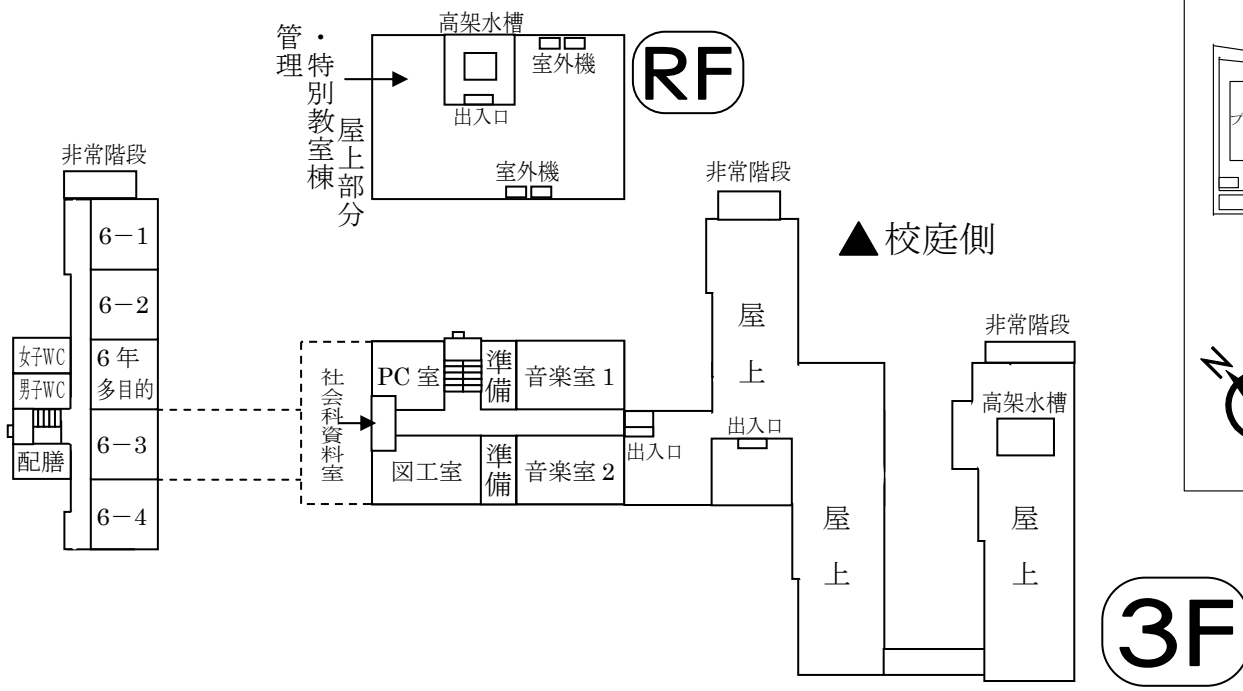 高架水槽
室外機
RF
管理・特別教室棟
屋上部分
出入口
室外機
非常階段
6−1
6−2
女子WC
6年
多目的
男子WC
6−3
配膳
6−4
社会科資料室
PC室
準備
音楽室1
図工室
準備
音楽室2
出入口
非常階段
▲校庭側
屋上
出入口
屋上
非常階段
高架水槽
屋上
3F
プ
N